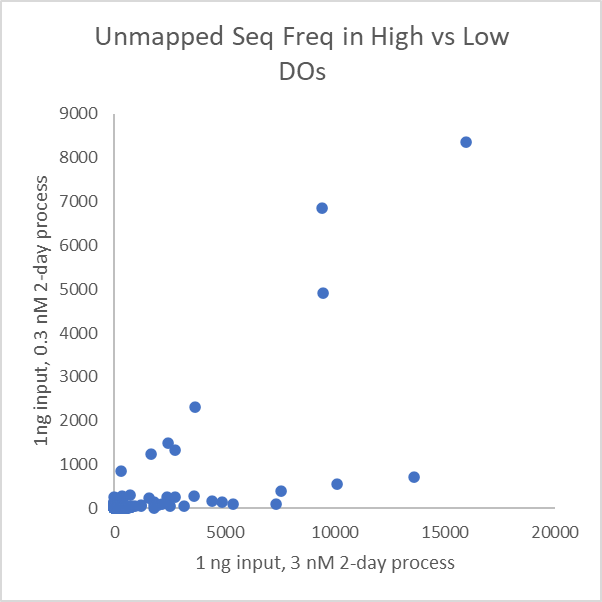 Unmapped Seq Freq in High vs Low
DOs
9000
8000
7000
6000
5000
4000
3000
2000
1000
0
0 5000 10000 15000 20000
1ng input, 0.3 nM 2-day process
1 ng input, 3 nM 2-day process